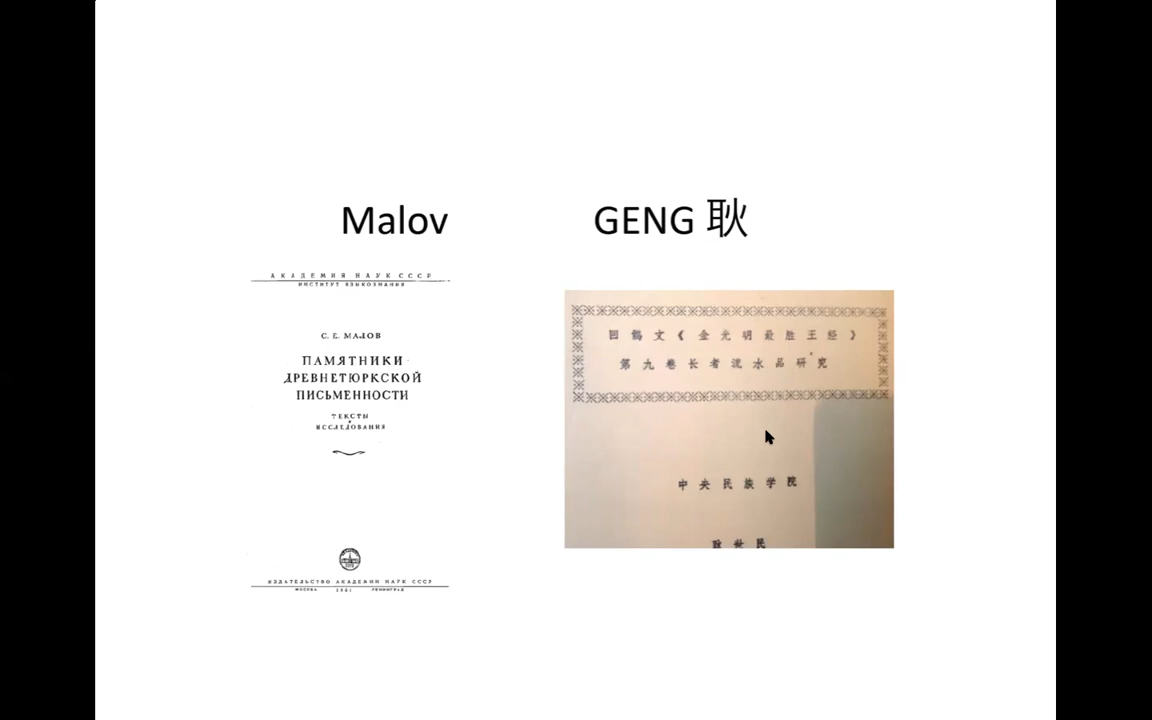 Malov
GENG 耿
АКАДЕМИЯ НАУК СССР
ИНСТИТУТ ЯЗЫКОЗНАНИЯ
С. Е. МАЛОВ
ПАМЯТНИКИ
ДРЕВНЕТЮРКСКОЙ
ПИСЬМЕННОСТИ
ТЕКСТЫ
И
ИССЛЕДОВАНИЯ
ИЗДАТЕЛЬСТВО АКАДЕМИИ НАУК СССР
МОСКВА 1951 ЛЕНИНГРАД
回鹘文《金光明最胜王经》
第九卷长者流水品研究
中央民族学院
耿世民